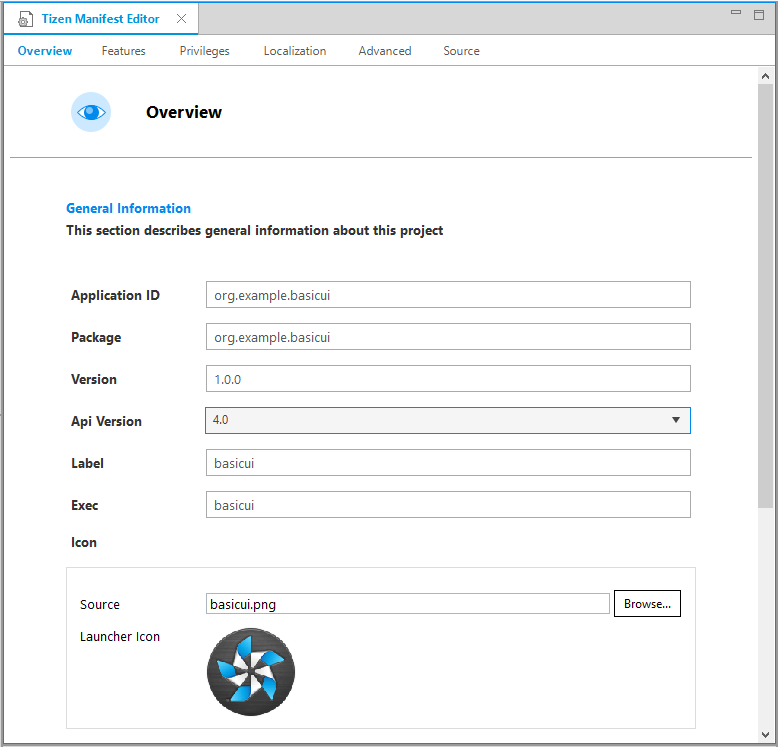 Tizen Manifest Editor
Overview Features Privileges Localization Advanced Source
Overview
General Information
This section describes general information about this project
Application ID org.example.basicui
Package org.example.basicui
Version 1.0.0
Api Version 4.0
Label basicui
Exec basicui
Icon
Source basicui.png Browse...
Launcher Icon